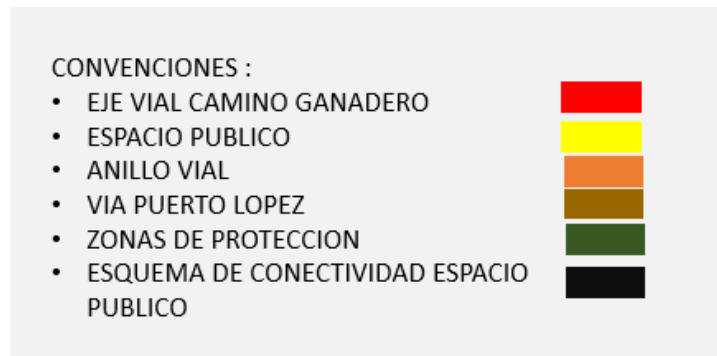 CONVENCIONES :
• EJE VIAL CAMINO GANADERO
• ESPACIO PUBLICO
• ANILLO VIAL
• VIA PUERTO LOPEZ
• ZONAS DE PROTECCION
• ESQUEMA DE CONECTIVIDAD ESPACIO
PUBLICO